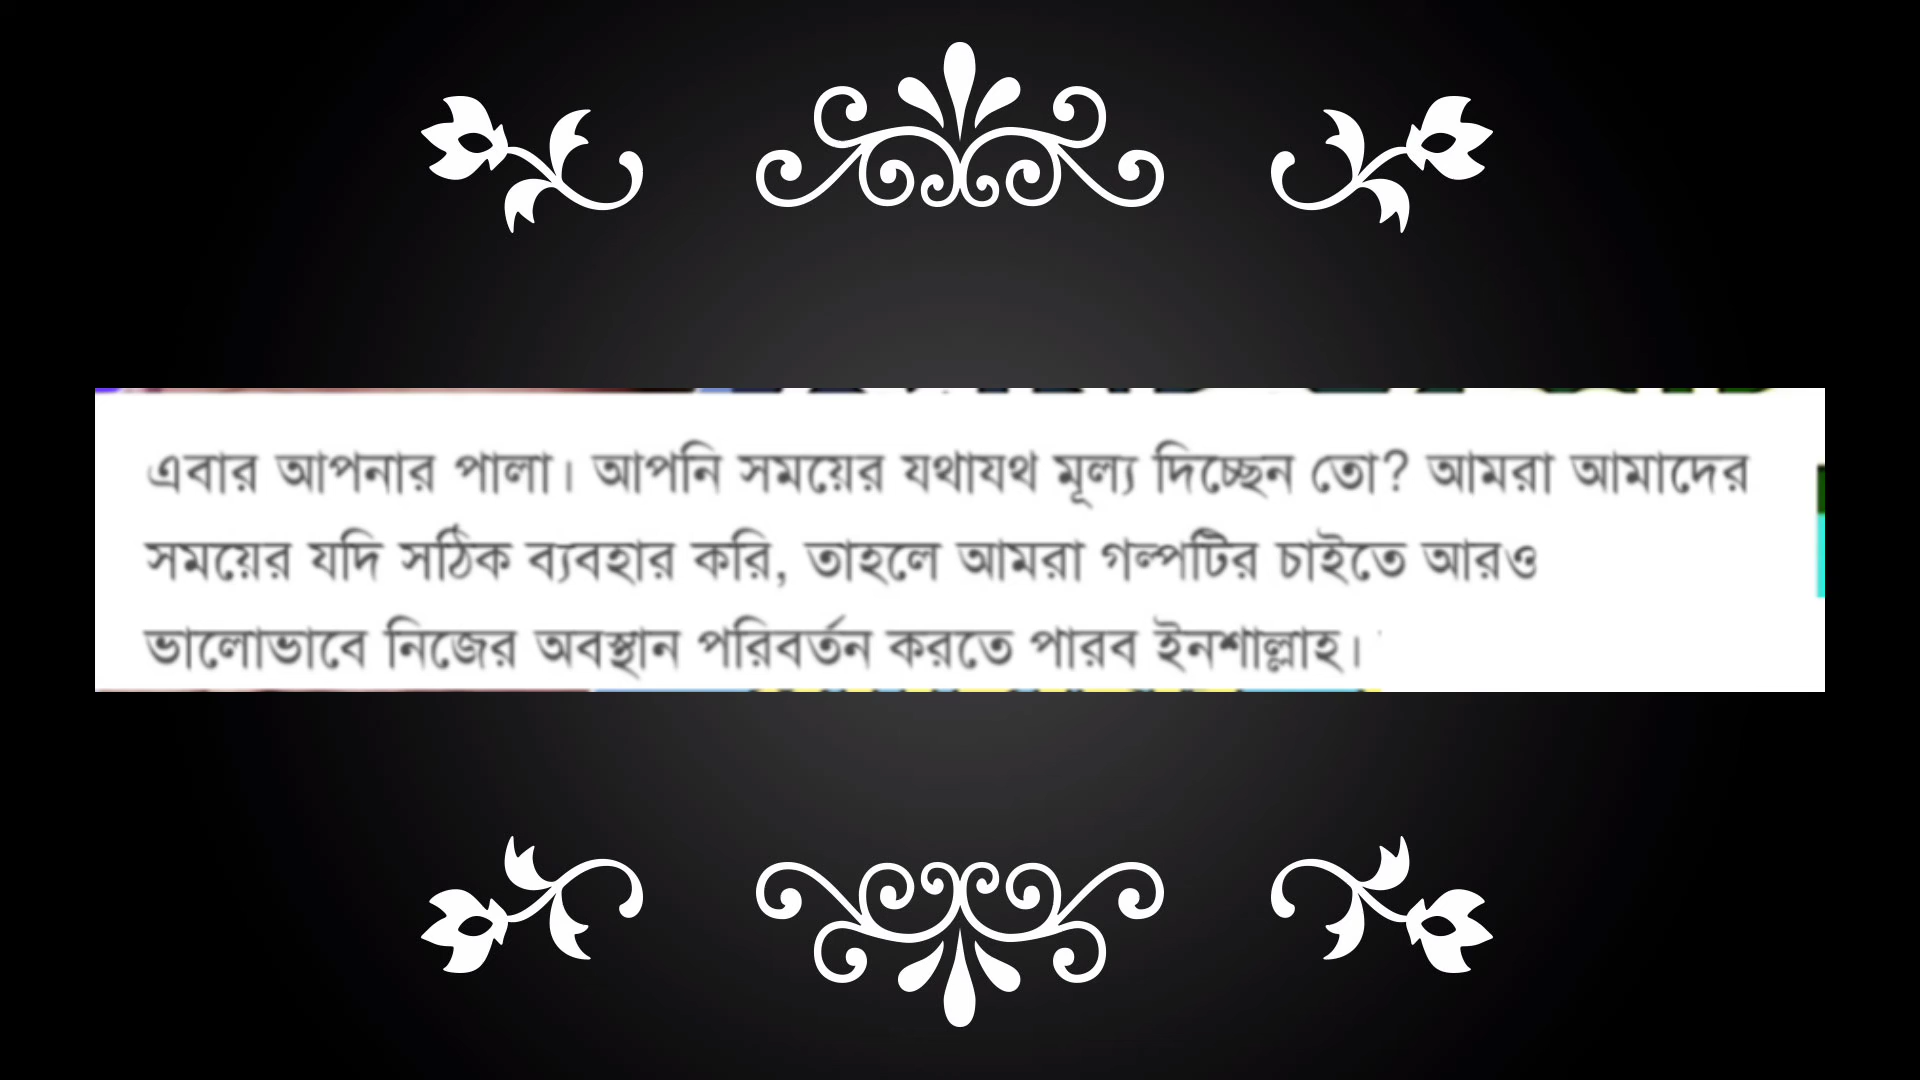 এবার আপনার পালা। আপনি সময়ের যথাযথ মূল্য দিচ্ছেন তো? আমরা আমাদের
সময়ের যদি সঠিক ব্যবহার করি, তাহলে আমরা গল্পটির চাইতে আরও
ভালোভাবে নিজের অবস্থান পরিবর্তন করতে পারব ইনশাল্লাহ।